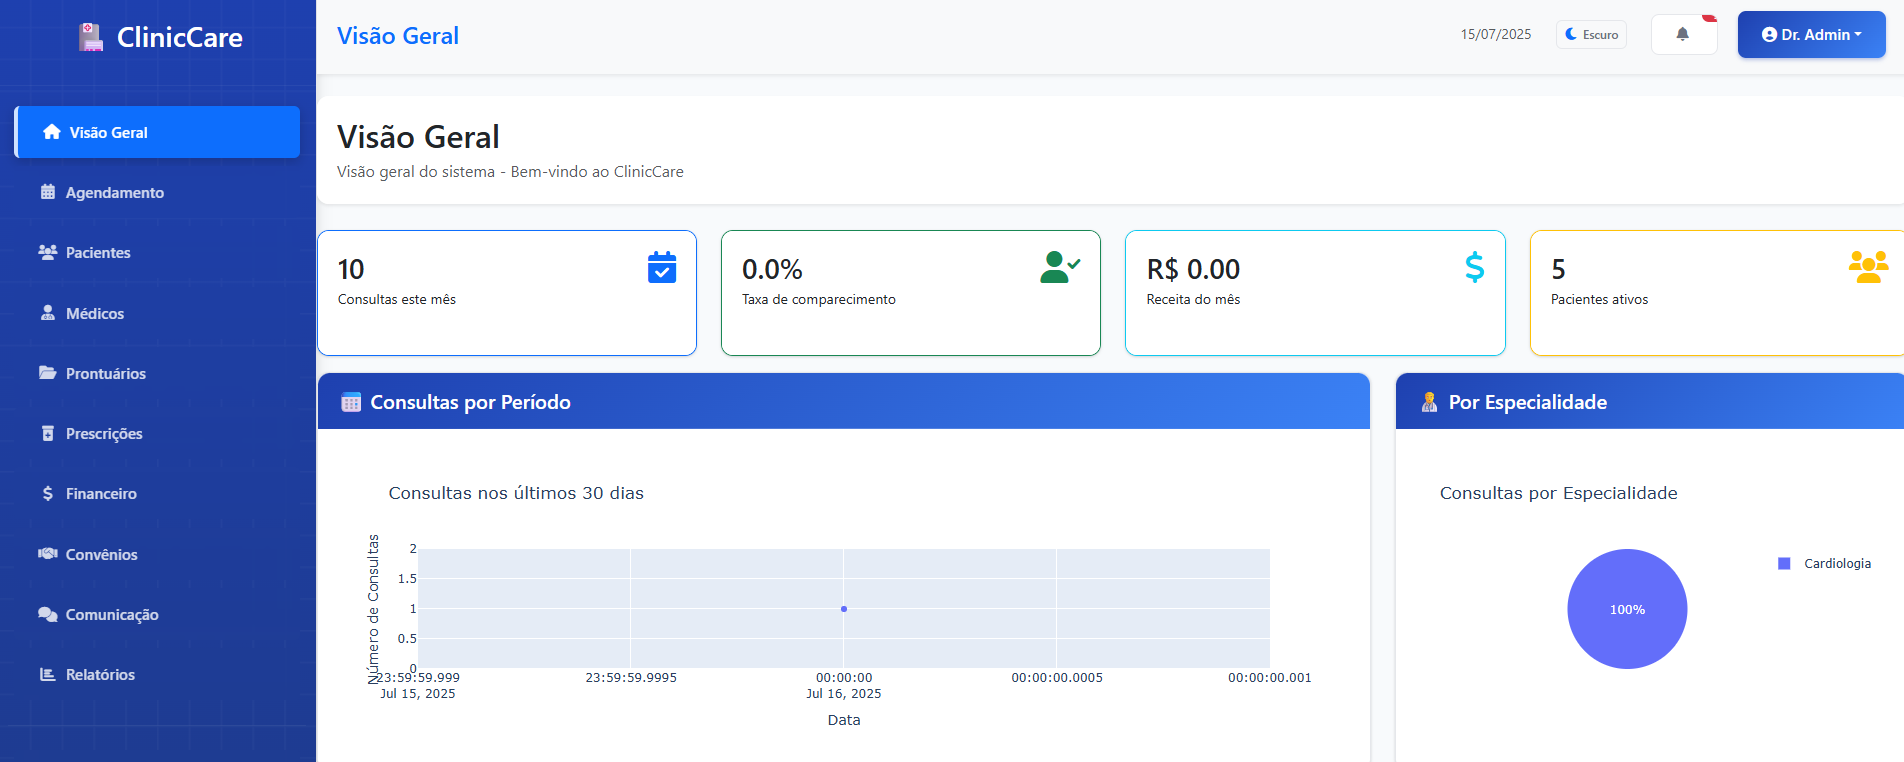 ClinicCare
Visão Geral
15/07/2025
Escuro
Dr. Admin
Visão Geral
Agendamento
Pacientes
Médicos
Prontuários
Prescrições
Financeiro
Convênios
Comunicação
Relatórios
Visão Geral
Visão geral do sistema - Bem-vindo ao ClinicCare
10
Consultas este mês
0.0%
Taxa de comparecimento
R$ 0.00
Receita do mês
5
Pacientes ativos
Consultas por Período
Consultas nos últimos 30 dias
Número de Consultas
2
1.5
1
0.5
0
23:59:59.999
Jul 15, 2025
23:59:59.9995
00:00:00
Jul 16, 2025
00:00:00.0005
00:00:00.001
Data
Por Especialidade
Consultas por Especialidade
100%
Cardiologia